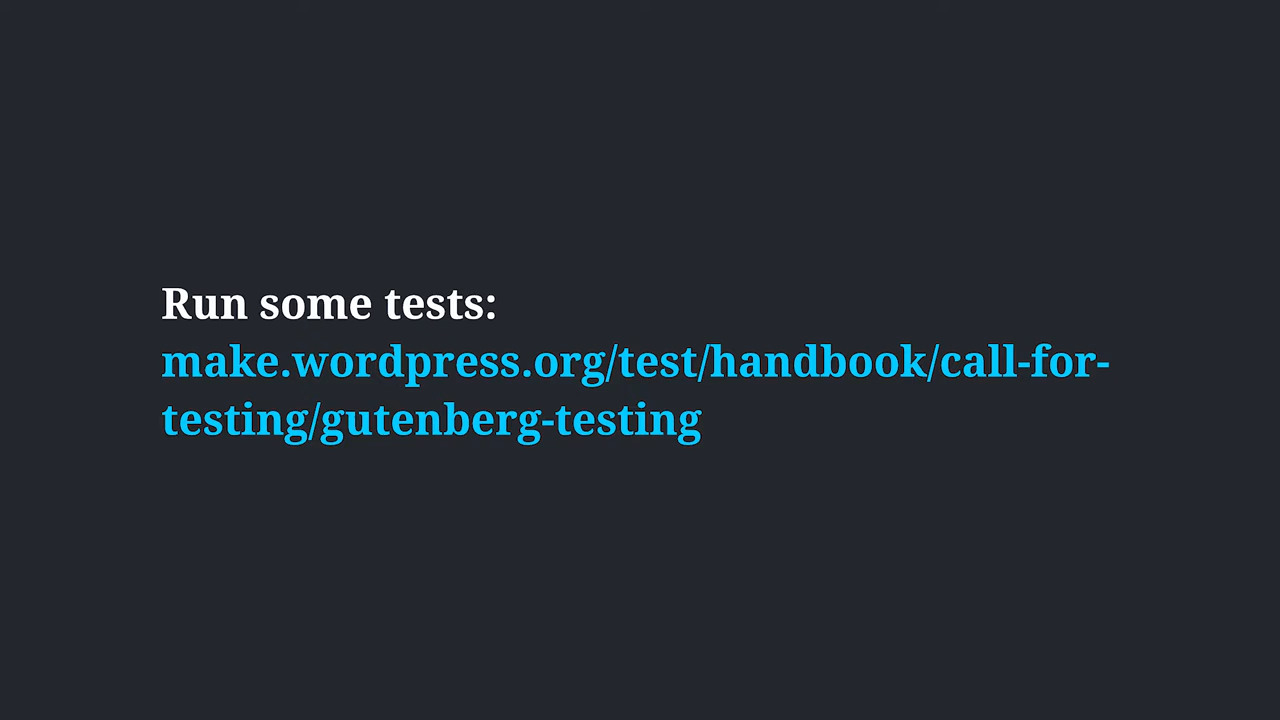 Run some tests:
make.wordpress.org/test/handbook/call-for-
testing/gutenberg-testing